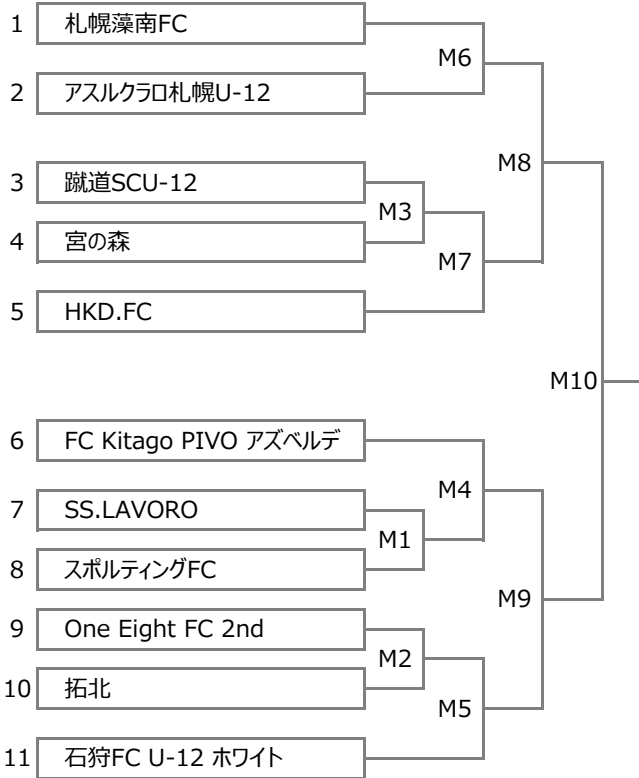 1 札幌藻南FC
M6
2 アスルクラロ札幌U-12
M8
3 蹴道SCU-12
M3
4 宮の森
M7
5 HKD.FC
M10
6 FC Kitago PIVO アズベルデ
M4
7 SS.LAVORO
M1
8 スポルティングFC
M9
9 One Eight FC 2nd
M2
10 拓北
M5
11 石狩FC U-12 ホワイト